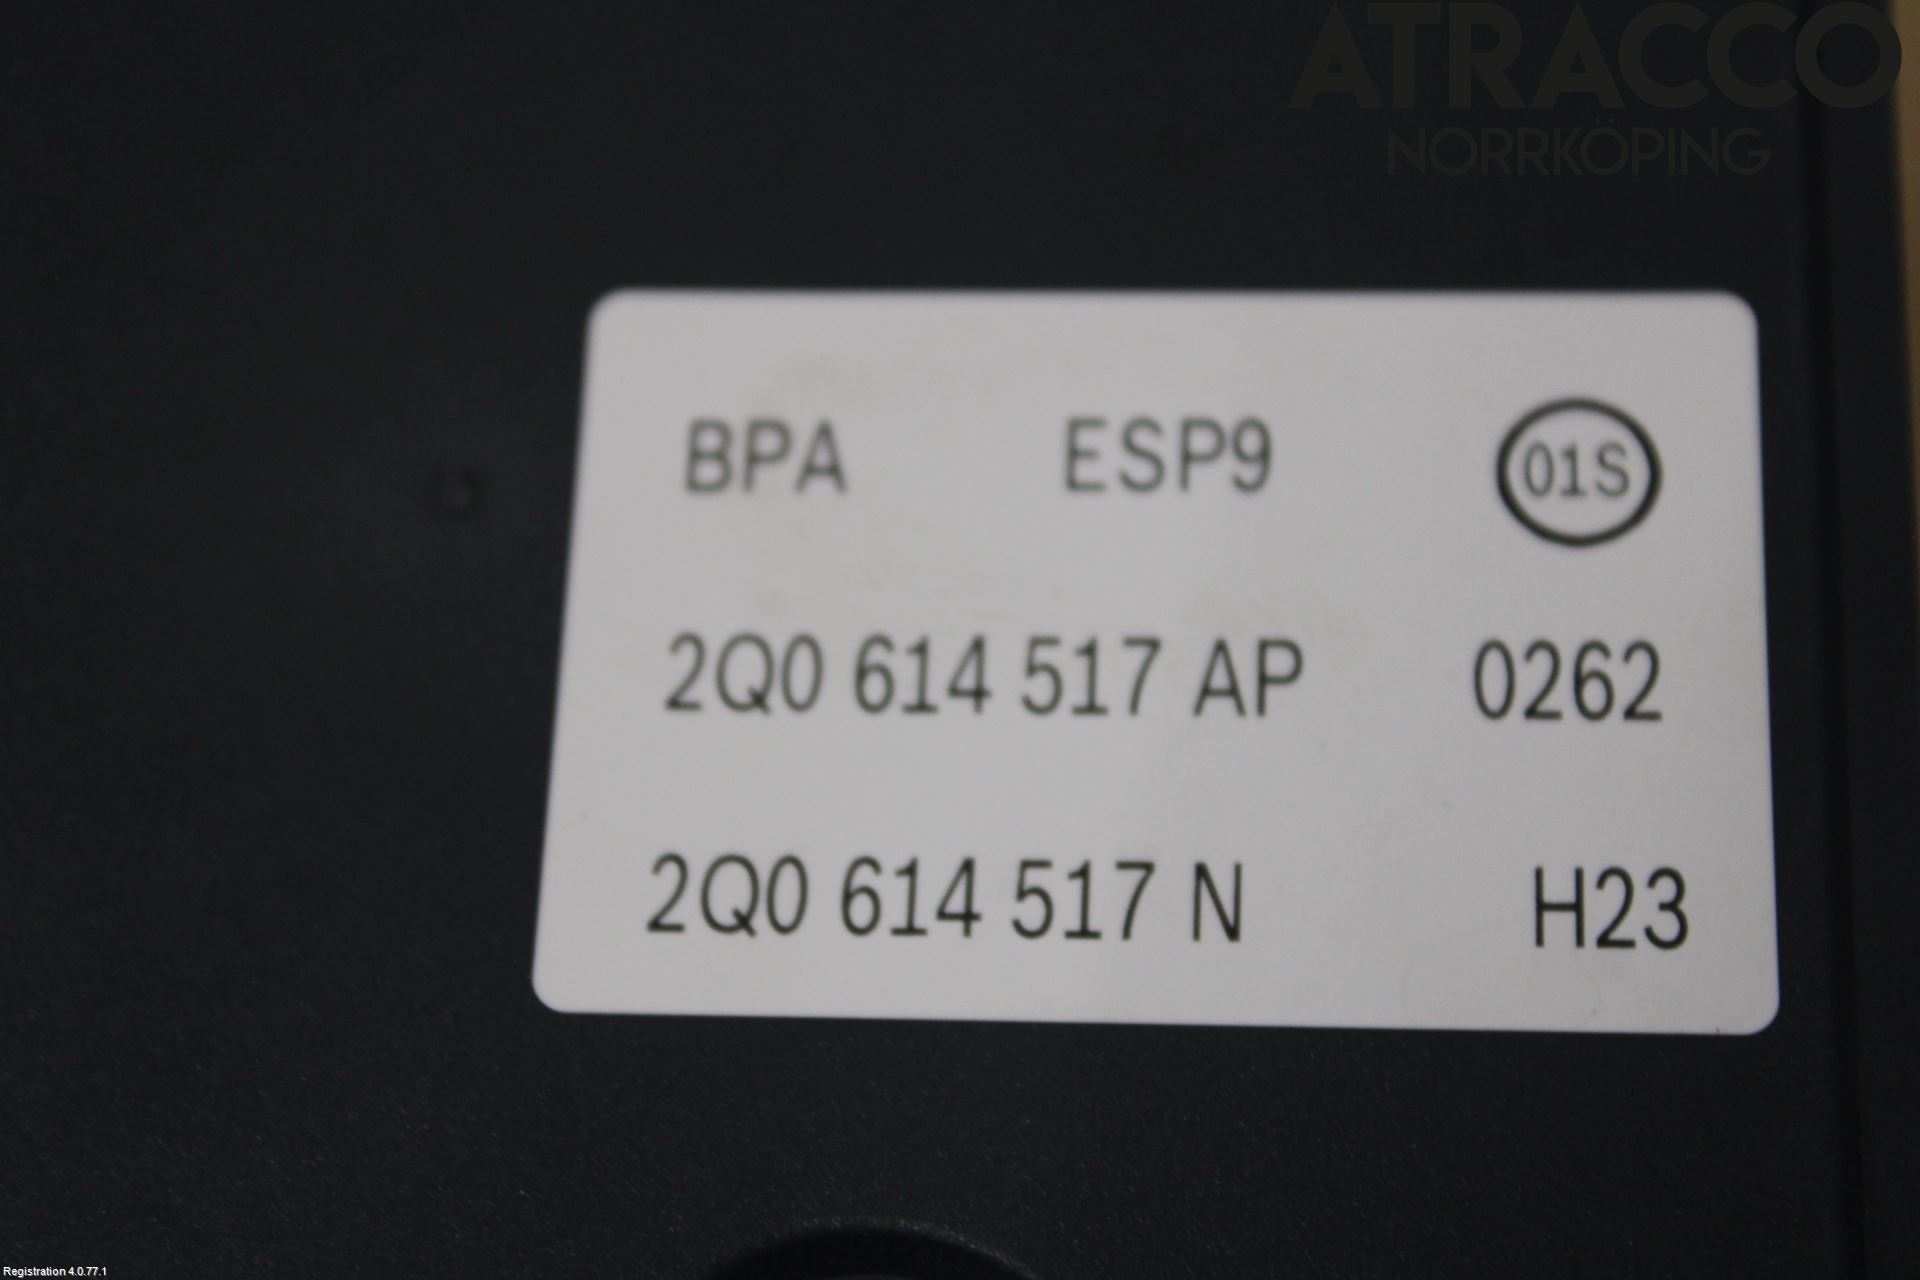 ATRACCO
NORRKÖPING
BPA ESP9 01S
2Q0 614 517 AP 0262
2Q0 614 517 N H23
Registration 4.0.77.1